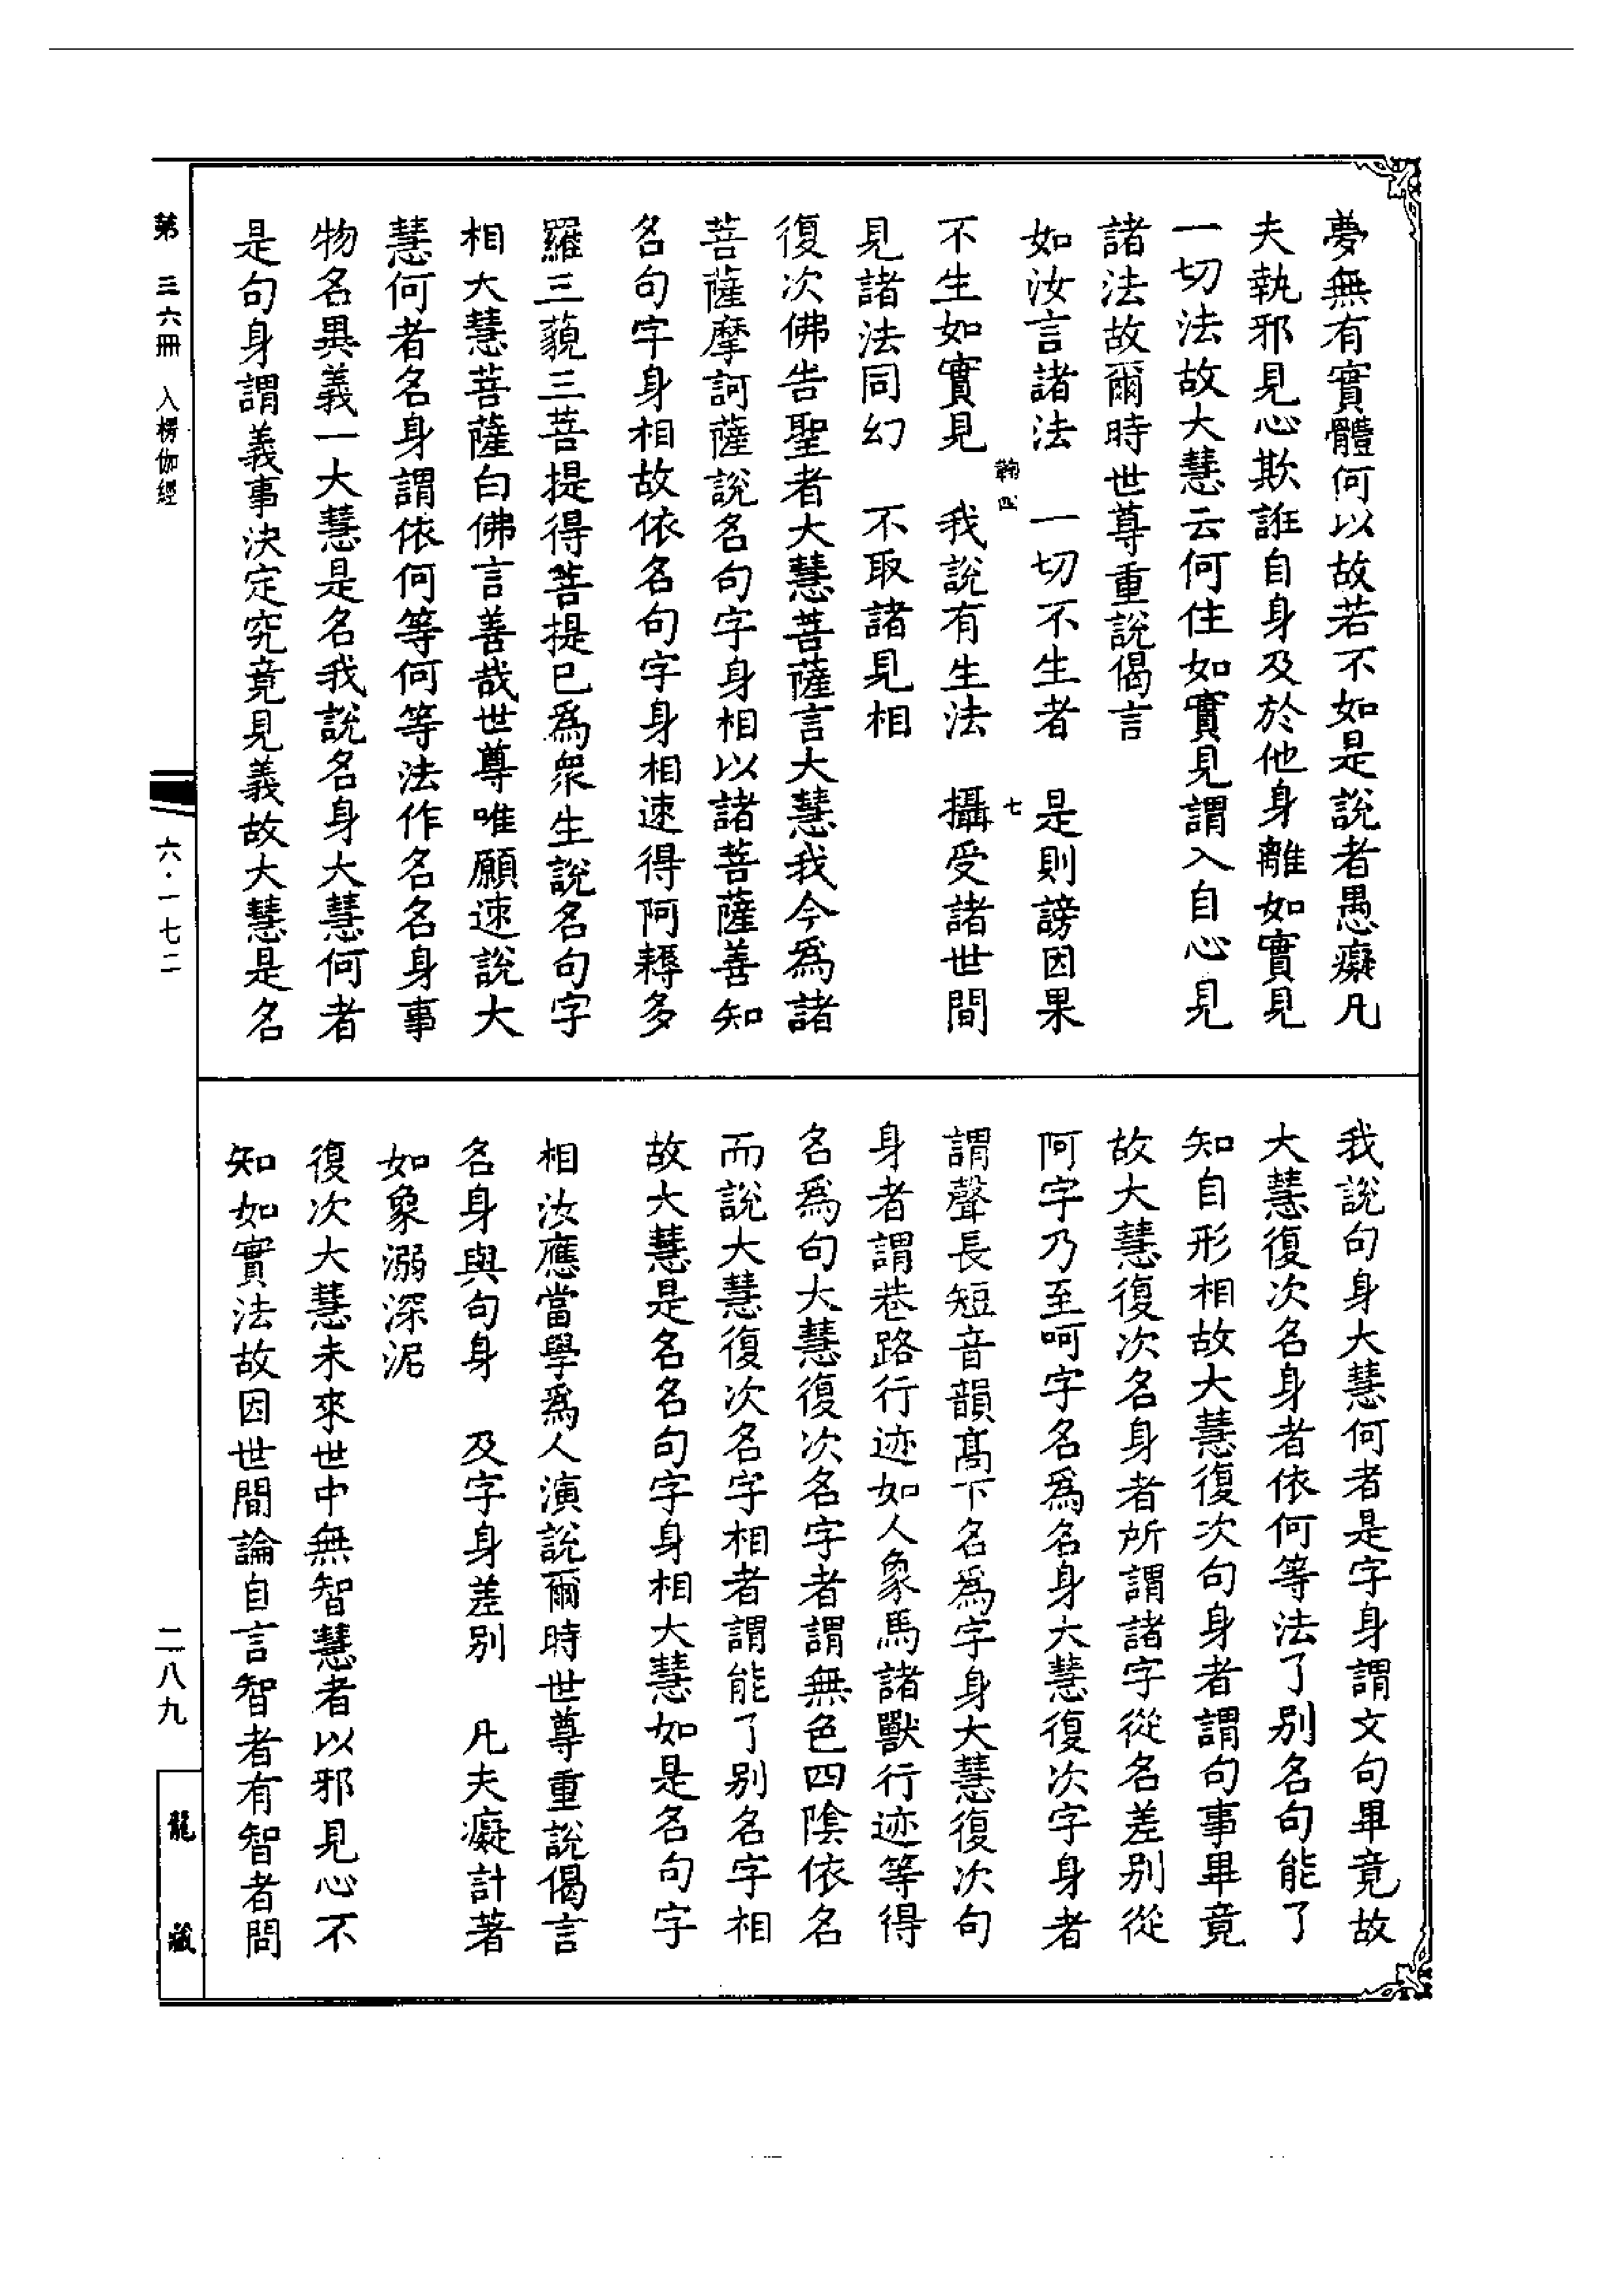 夢無有實體何以故若不如是說者愚癡凡
夫執邪見心欺誑自身及於他身離如實見
一切法故大慧云何住如實見謂入自心見
諸法故爾時世尊重說偈言
如汝言諸法　一切不生者　是則謗因果
不生如實見　我說有生法　攝受諸世間
見諸法同幻　不取諸見相
復次佛告聖者大慧菩薩言大慧我今為諸
菩薩摩訶薩說名句字身相以諸菩薩善知
名句字身相故依名句字身相速得阿耨多
羅三藐三菩提得菩提已為眾生說名句字
相大慧菩薩白佛言善哉世尊唯願速說大
慧何者名身謂依何等何等法作名名身事
物名異義一大慧是名我說名身大慧何者
是句身謂義事決定究竟見義故大慧是名
我說句身大慧何者是字身謂文句畢竟故
大慧復次名身者依何等法了別名句能了
知自形相故大慧復次句身者謂句事畢竟
故大慧復次名身者所謂諸字從名差別從
阿字乃至呵字名為名身大慧復次字身者
謂聲長短音韻高下名為字身大慧復次句
身者謂巷路行迹如人象馬諸獸行迹等得
名為句大慧復次名字者謂無色四陰依名
而說大慧復次名字相者謂能了別名字相
故大慧是名名句字身相大慧如是名句字
相汝應當學為人演說爾時世尊重說偈言
名身與句身　及字身差別　凡夫癡計著
如象溺深泥
復次大慧未來世中無智慧者以邪見心不
知如實法故因世間論自言智者有智者問
第三六冊　入楞伽經
六·一七二
二八九
龍藏
七